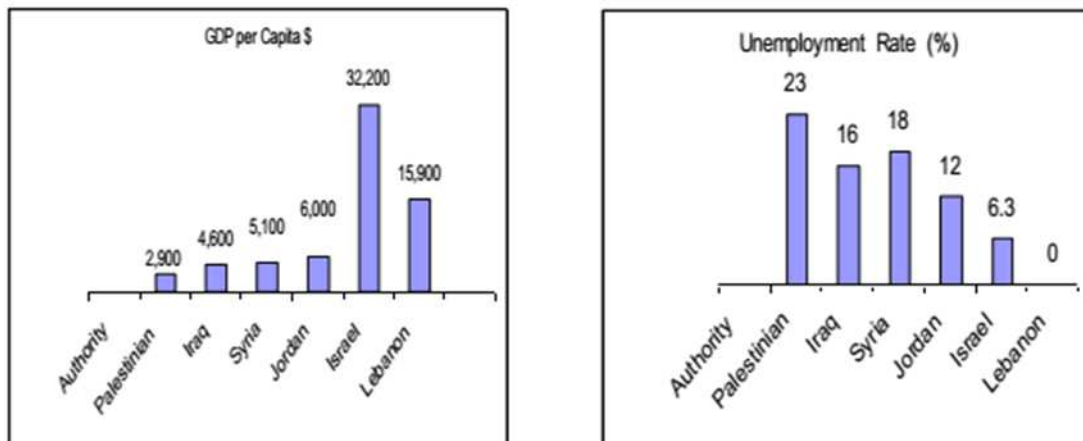 GDP per Capita $
32,200
15,900
6,000
5,100
4,600
2,900
Authority
Palestinian
Iraq
Syria
Jordan
Israel
Lebanon
Unemployment Rate (%)
23
16
18
12
6.3
0
Authority
Palestinian
Iraq
Syria
Jordan
Israel
Lebanon